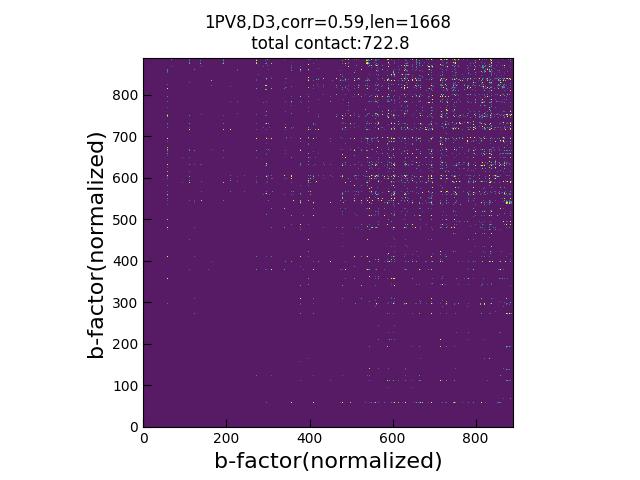 1PV8,D3,corr=0.59,len=1668
total contact:722.8
b-factor(normalized)
800
700
600
500
400
300
200
100
0
0 200 400 600 800
b-factor(normalized)